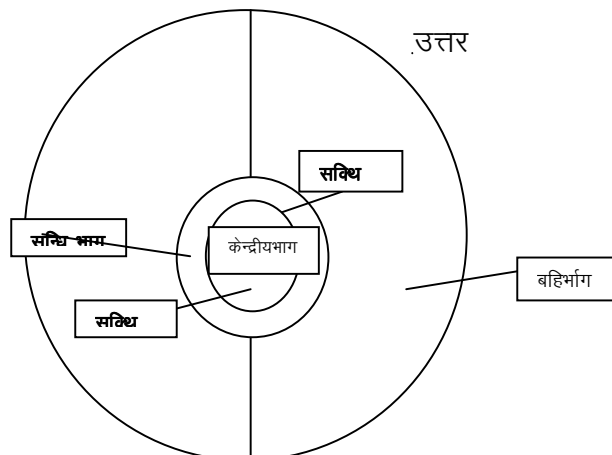 .उत्तर
सक्थि
सन्धि भाग
केन्द्रीयभाग
बहिर्भाग
सक्थि